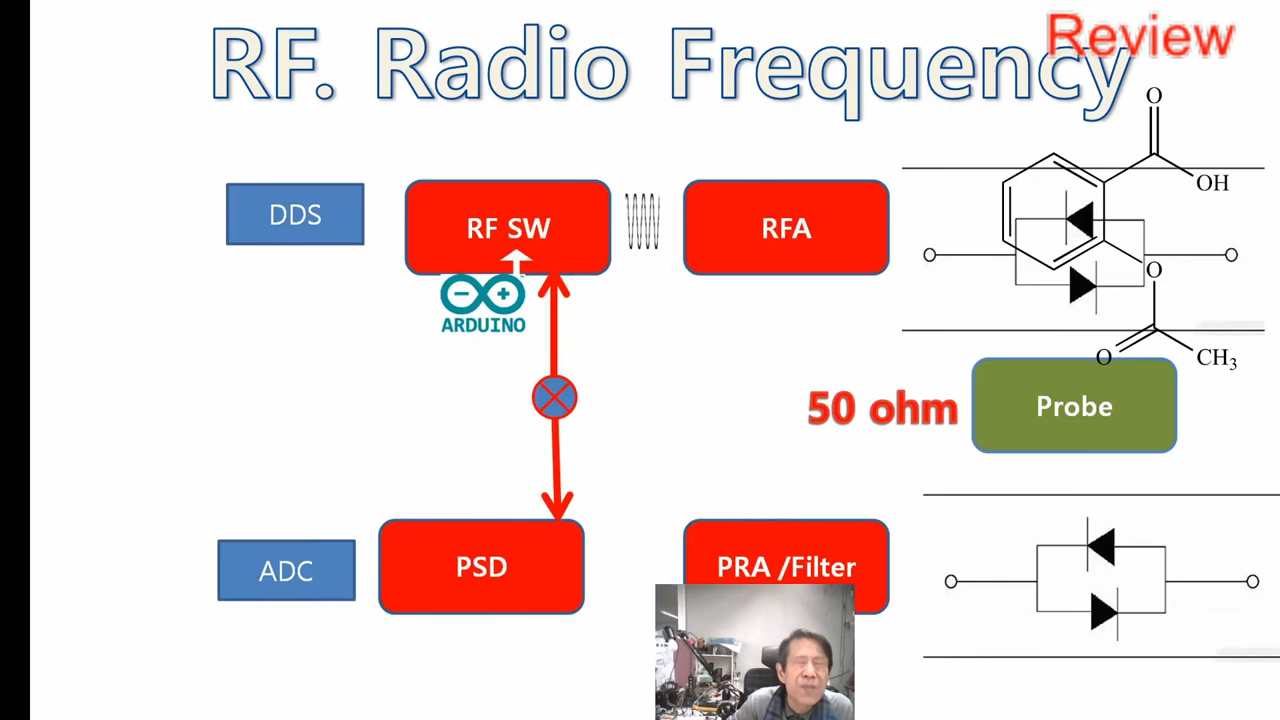 RF. Radio Frequency
Review
O
OH
DDS
RF SW
RFA
O
ARDUINO
O
CH3
50 ohm
Probe
ADC
PSD
PRA /Filter